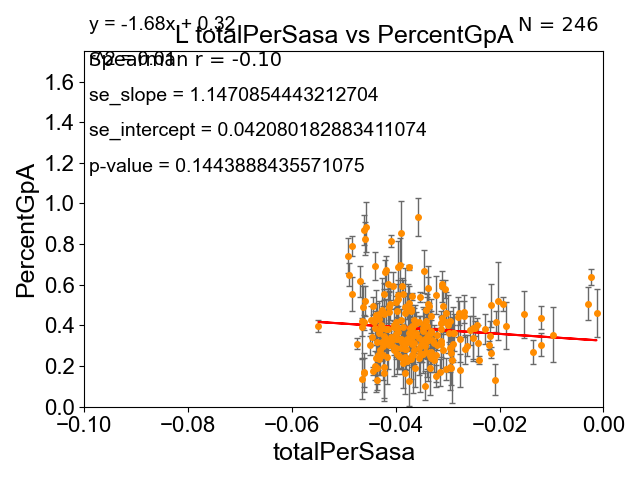 y = -1.68x + 0.32
N = 246
L totalPerSasa vs PercentGpA
Spearman r = -0.10
se_slope = 1.1470854443212704
se_intercept = 0.042080182883411074
p-value = 0.1443888435571075
PercentGpA
1.6
1.4
1.2
1.0
0.8
0.6
0.4
0.2
0.0
−0.10
−0.08
−0.06
−0.04
−0.02
0.00
totalPerSasa